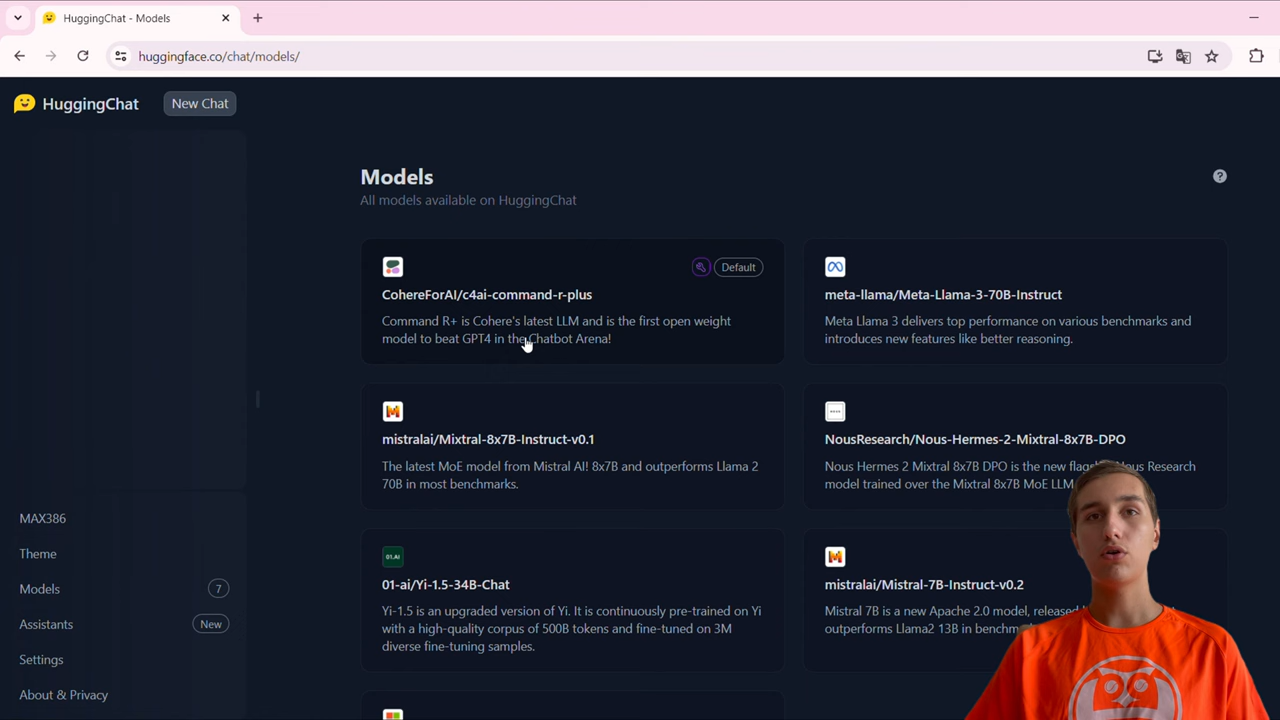 HuggingChat - Models
huggingface.co/chat/models/
HuggingChat
New Chat
Models
All models available on HuggingChat
Default
CohereForAI/c4ai-command-r-plus
Command R+ is Cohere's latest LLM and is the first open weight
model to beat GPT4 in the Chatbot Arena!
meta-llama/Meta-Llama-3-70B-Instruct
Meta Llama 3 delivers top performance on various benchmarks and
introduces new features like better reasoning.
mistralai/Mixtral-8x7B-Instruct-v0.1
The latest MoE model from Mistral AI! 8x7B and outperforms Llama 2
70B in most benchmarks.
NousResearch/Nous-Hermes-2-Mixtral-8x7B-DPO
Nous Hermes 2 Mixtral 8x7B DPO is the new Research
model trained over the Mixtral 8x7B MoE LLM
01.AI
01-ai/Yi-1.5-34B-Chat
Yi-1.5 is an upgraded version of Yi. It is continuously pre-trained on Yi
with a high-quality corpus of 500B tokens and fine-tuned on 3M
diverse fine-tuning samples.
mistralai/Mistral-7B-Instruct-v0.2
Mistral 7B is a new Apache 2.0 model, released
outperforms Llama2 13B in
MAX386
Theme
Models 7
Assistants New
Settings
About & Privacy